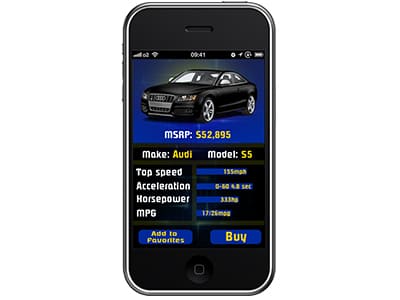 o2 09:41
MSRP: $52,895
Make: Audi Model: S5
Top speed 155mph
Acceleration 0-60 4.8 sec
Horsepower 333hp
MPG 17/26mpg
Add to Favorites Buy